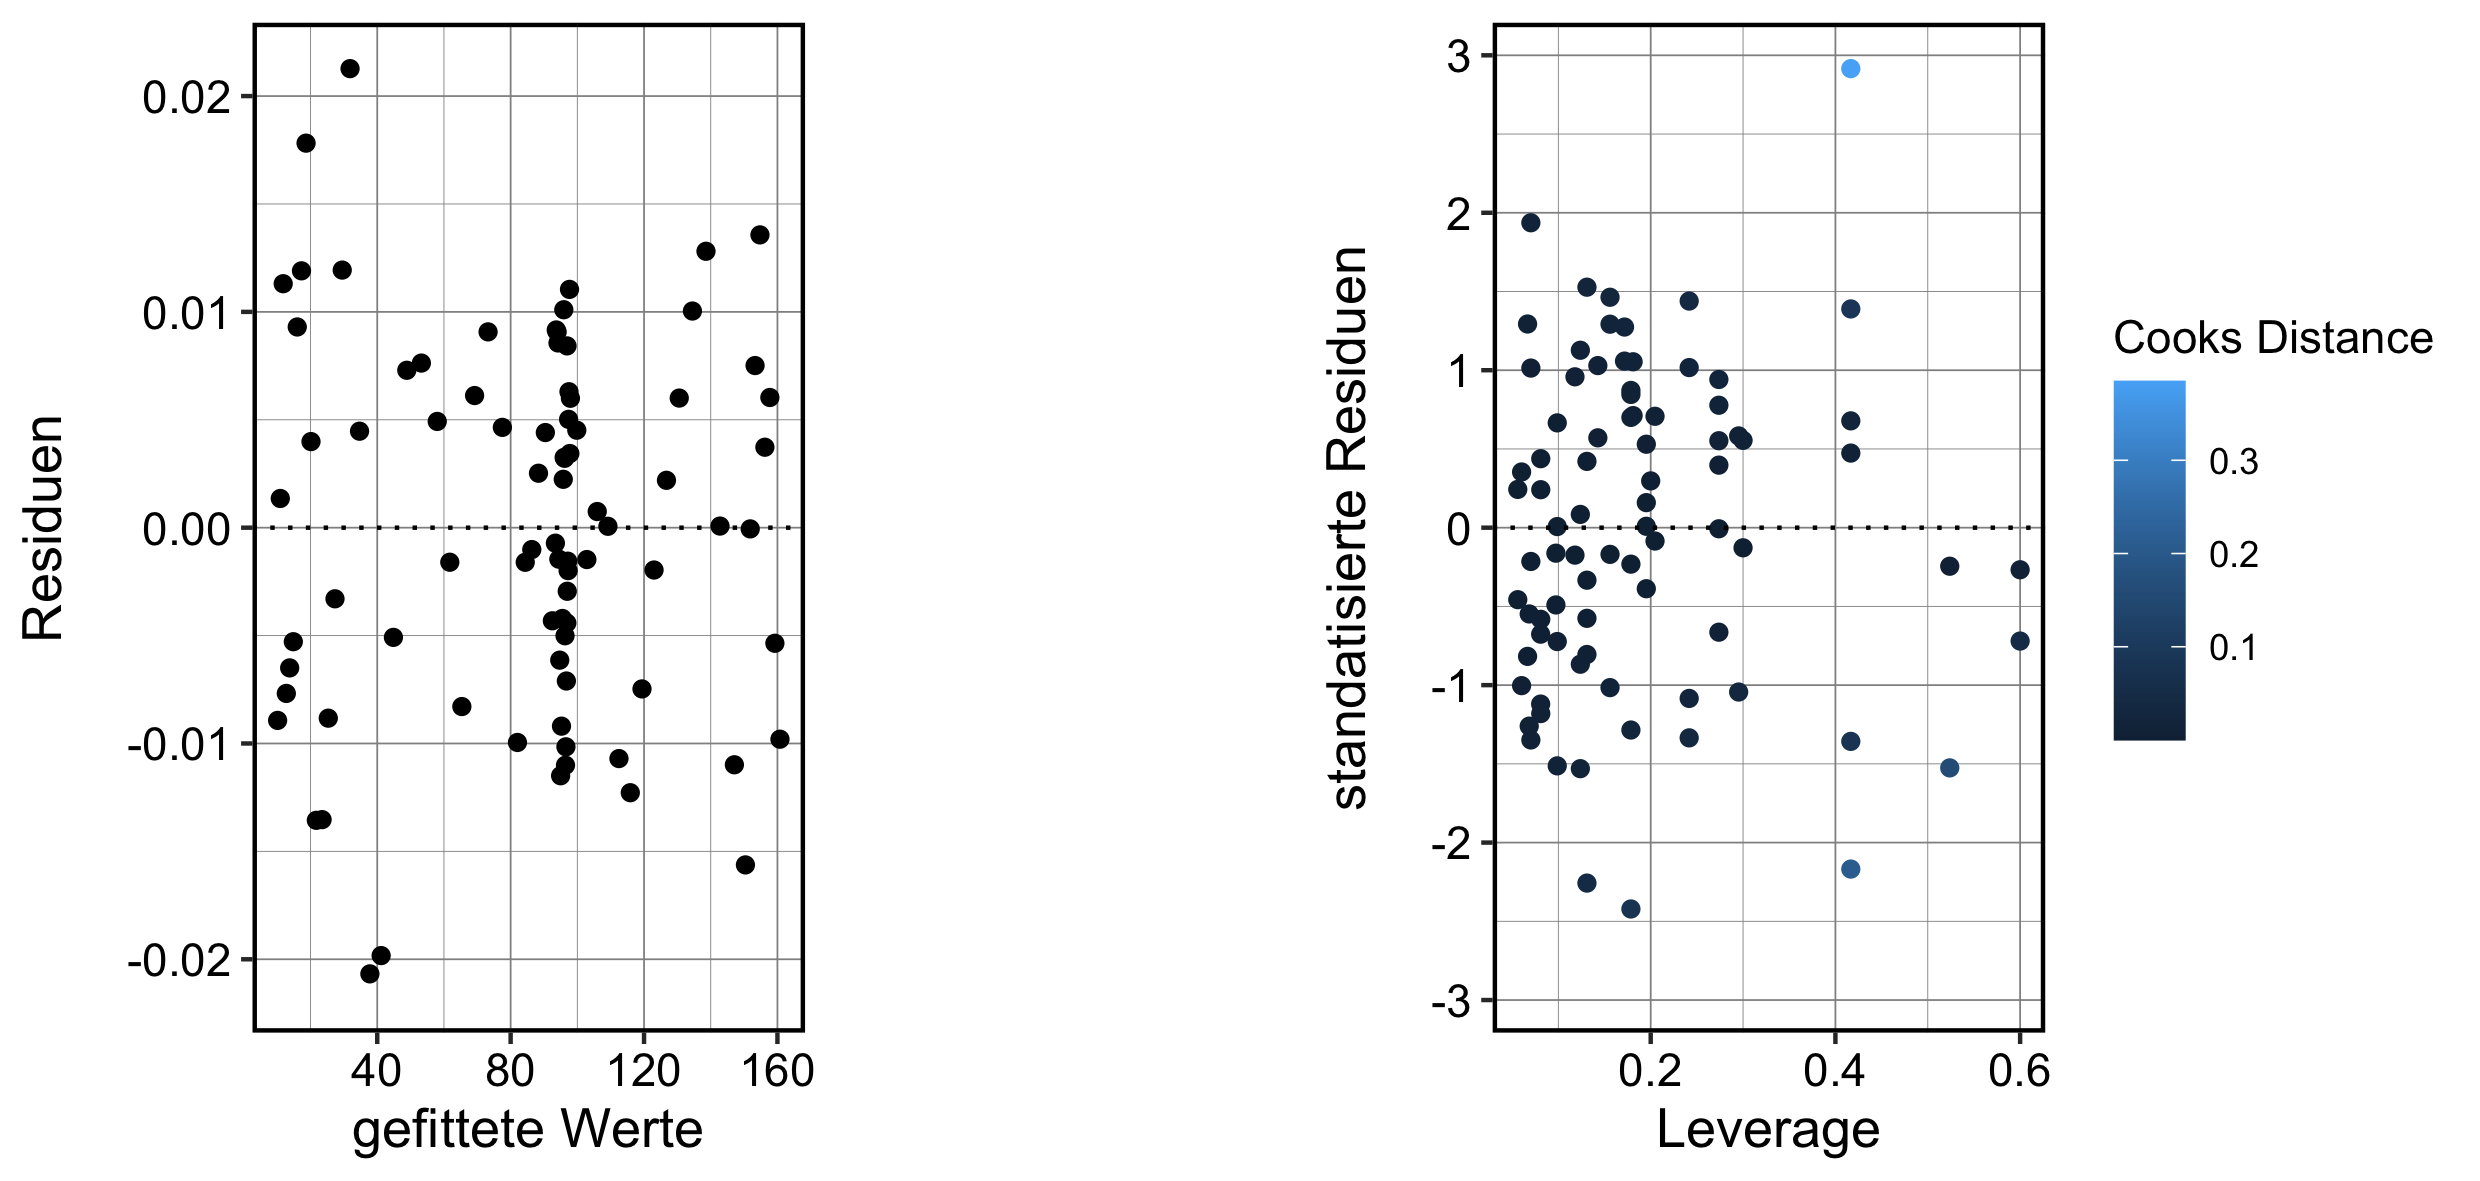 Residuen
0.02
0.01
0.00
-0.01
-0.02
40 80 120 160
gefittete Werte
standatisierte Residuen
3
2
1
0
-1
-2
-3
0.2 0.4 0.6
Leverage
Cooks Distance
0.3
0.2
0.1